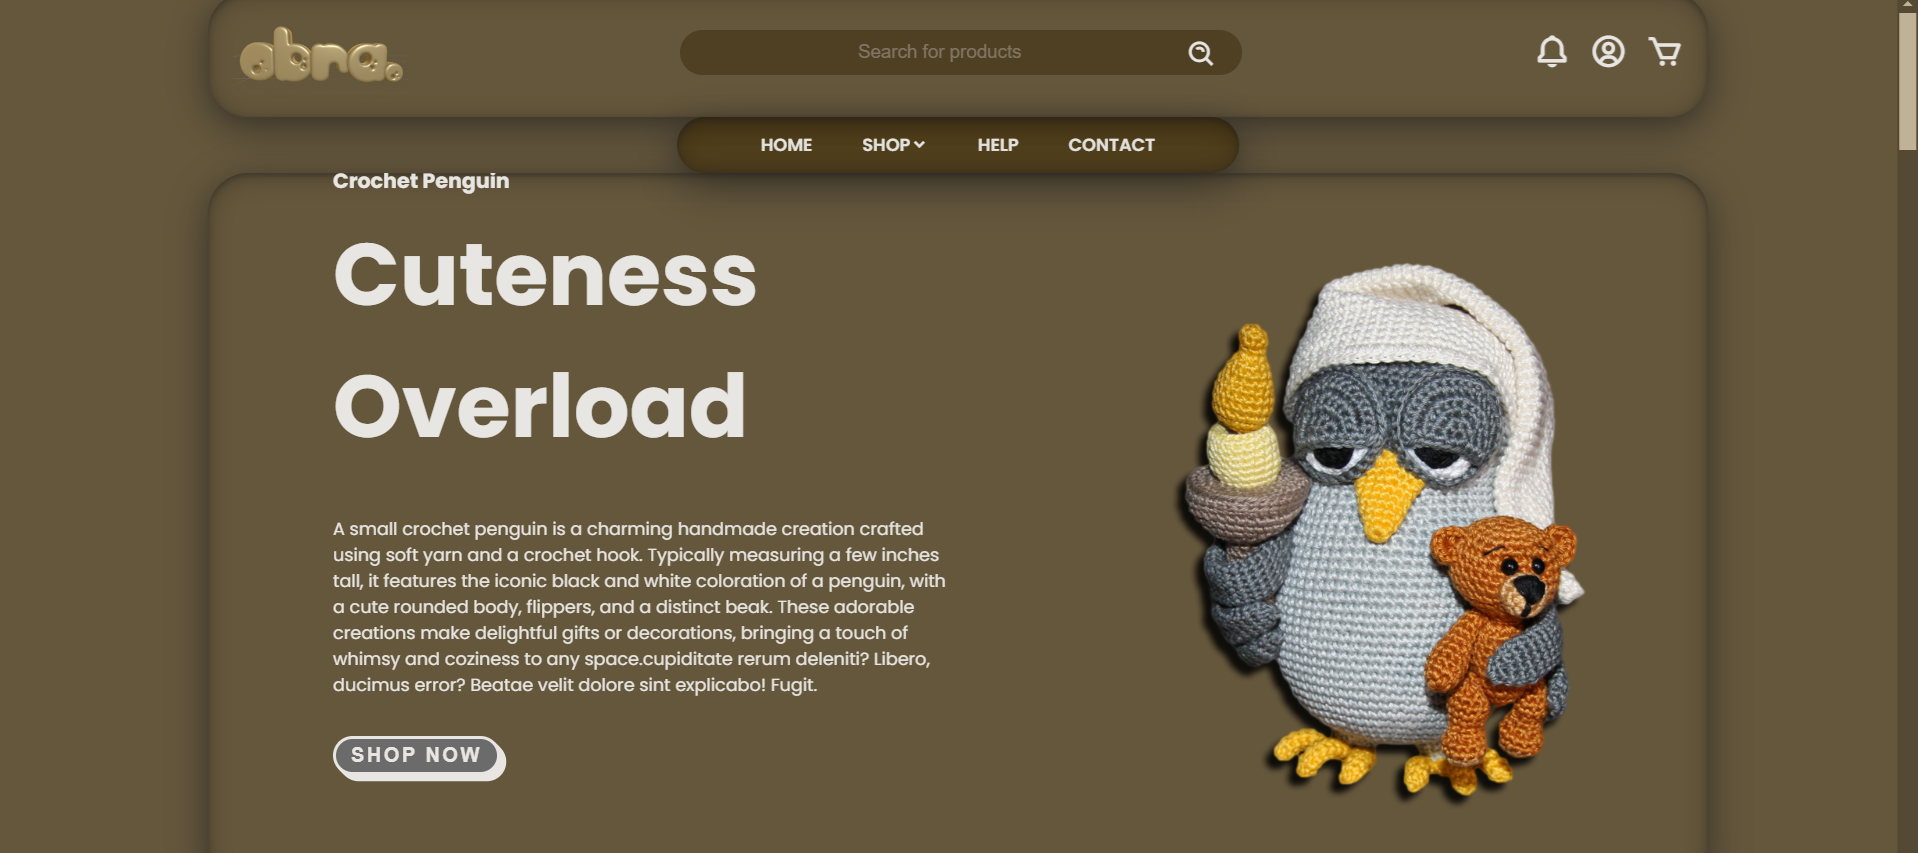 abna.
Search for products
HOME SHOP HELP CONTACT
Crochet Penguin
Cuteness
Overload
A small crochet penguin is a charming handmade creation crafted
using soft yarn and a crochet hook. Typically measuring a few inches
tall, it features the iconic black and white coloration of a penguin, with
a cute rounded body, flippers, and a distinct beak. These adorable
creations make delightful gifts or decorations, bringing a touch of
whimsy and coziness to any space.cupiditate rerum deleniti? Libero,
ducimus error? Beatae velit dolore sint explicabo! Fugit.
SHOP NOW